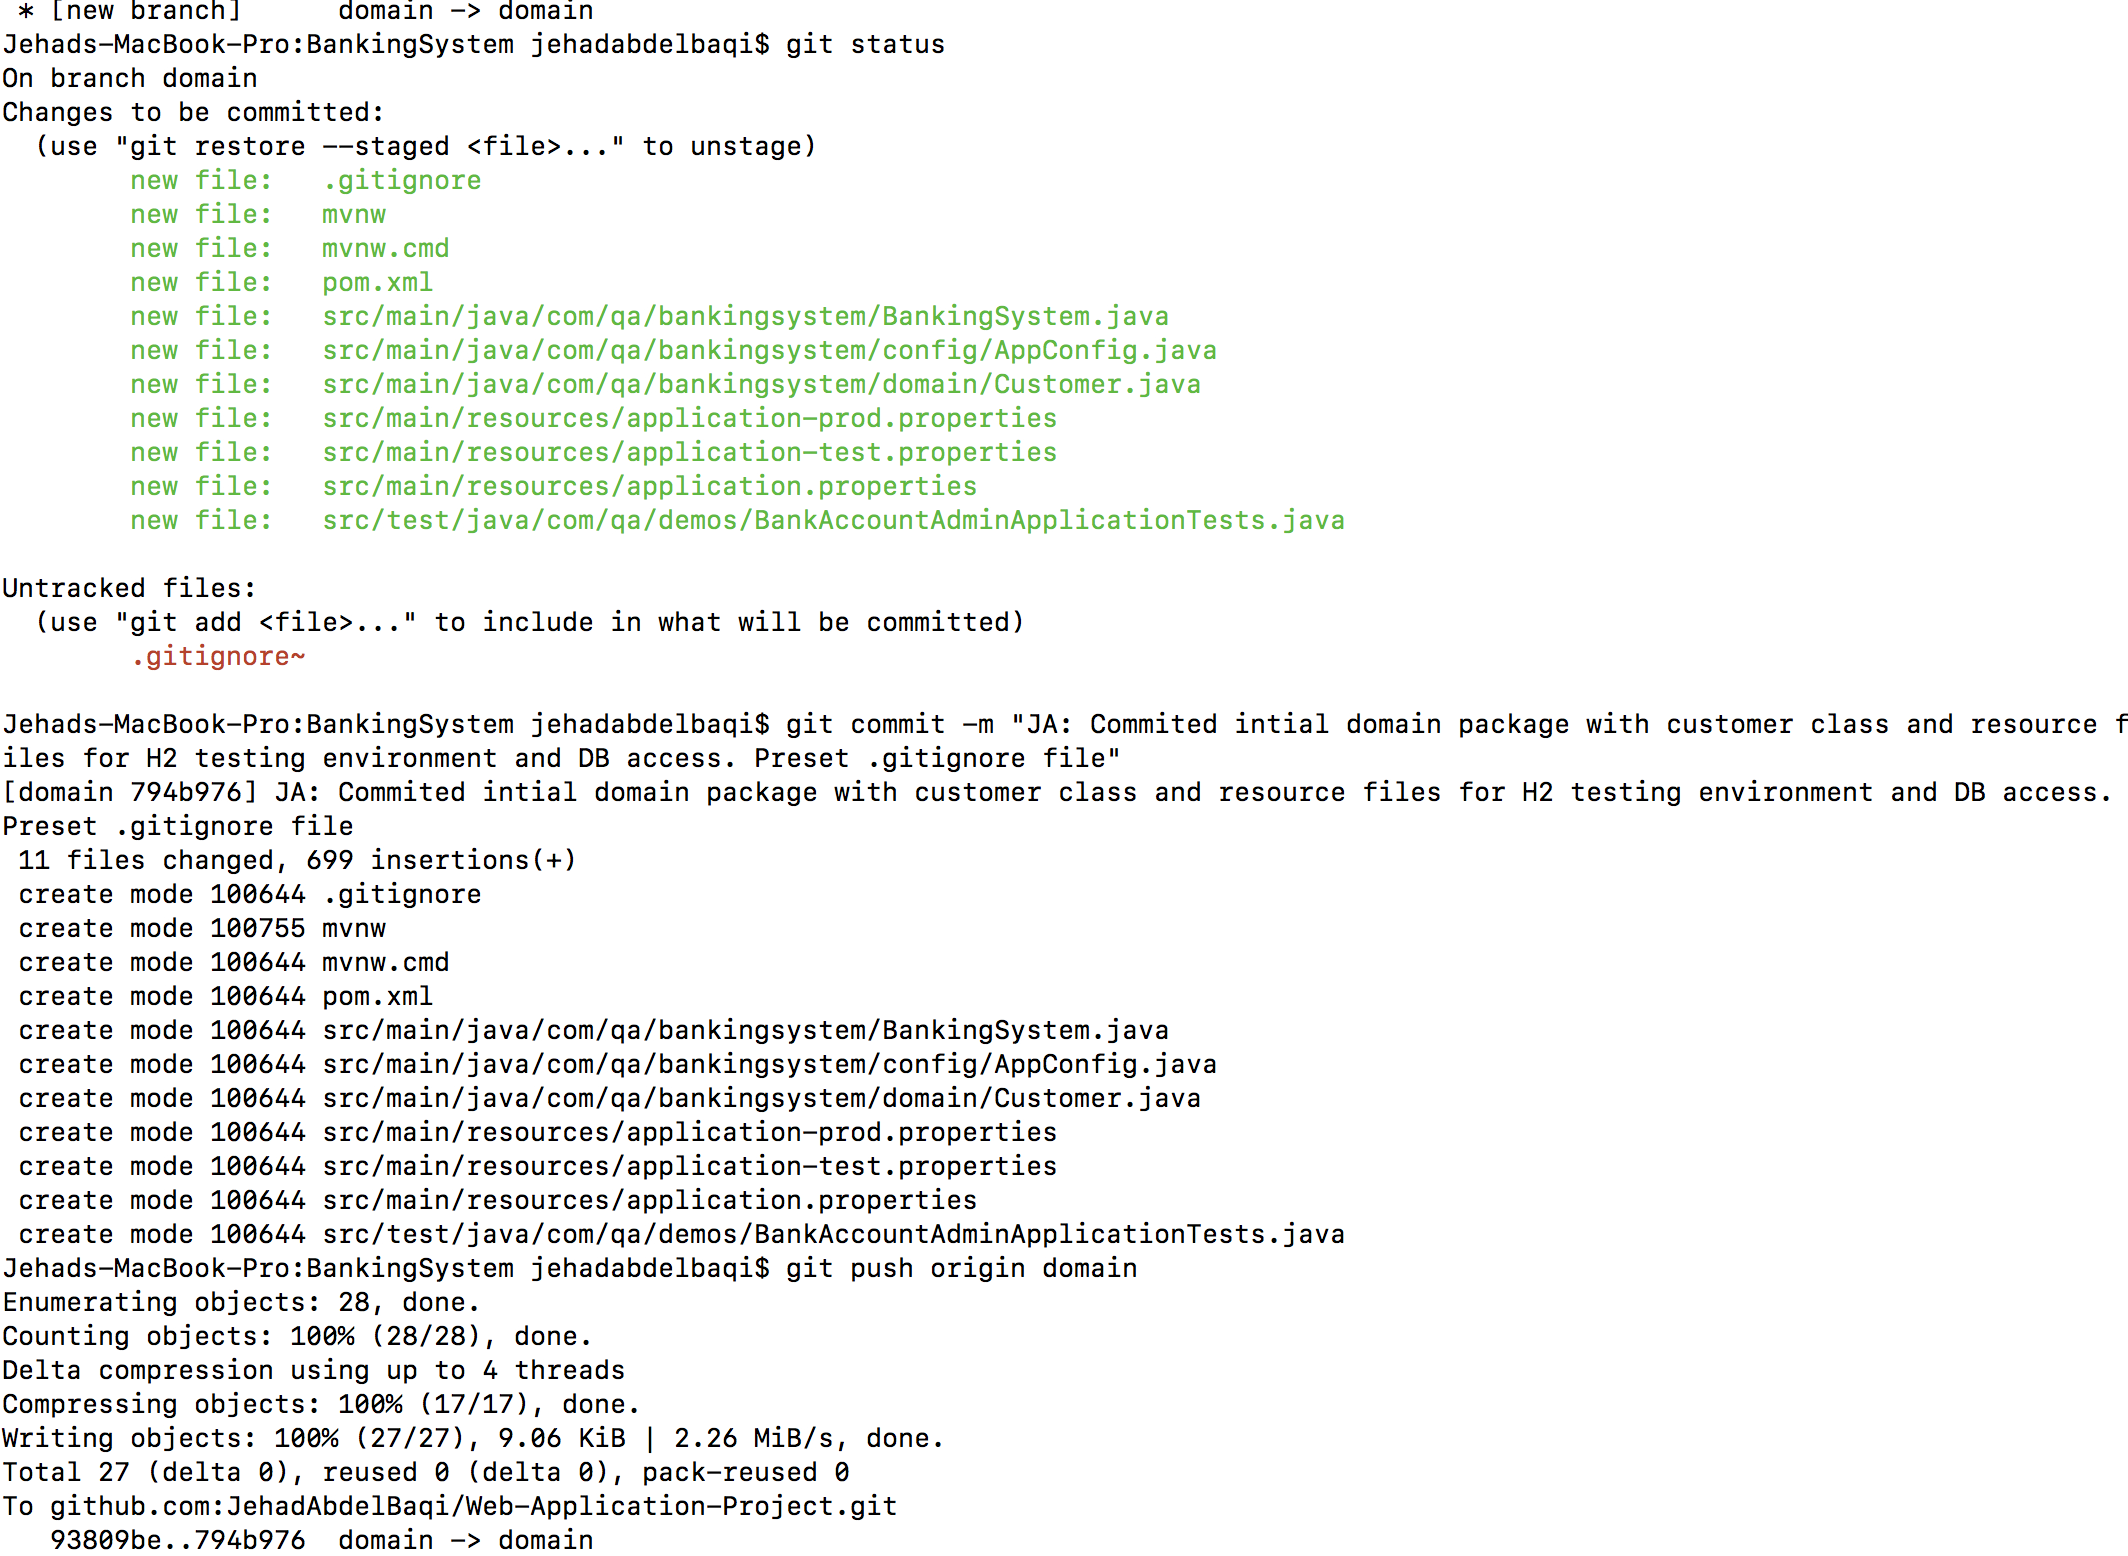 * [new branch]      domain -> domain
Jehads-MacBook-Pro:BankingSystem jehadabdelbaqi$ git status
On branch domain
Changes to be committed:
  (use "git restore --staged <file>..." to unstage)
        new file:   .gitignore
        new file:   mvnw
        new file:   mvnw.cmd
        new file:   pom.xml
        new file:   src/main/java/com/qa/bankingsystem/BankingSystem.java
        new file:   src/main/java/com/qa/bankingsystem/config/AppConfig.java
        new file:   src/main/java/com/qa/bankingsystem/domain/Customer.java
        new file:   src/main/resources/application-prod.properties
        new file:   src/main/resources/application-test.properties
        new file:   src/main/resources/application.properties
        new file:   src/test/java/com/qa/demos/BankAccountAdminApplicationTests.java
Untracked files:
  (use "git add <file>..." to include in what will be committed)
        .gitignore~
Jehads-MacBook-Pro:BankingSystem jehadabdelbaqi$ git commit -m "JA: Commited intial domain package with customer class and resource f
iles for H2 testing environment and DB access. Preset .gitignore file"
[domain 794b976] JA: Commited intial domain package with customer class and resource files for H2 testing environment and DB access.
Preset .gitignore file
 11 files changed, 699 insertions(+)
 create mode 100644 .gitignore
 create mode 100755 mvnw
 create mode 100644 mvnw.cmd
 create mode 100644 pom.xml
 create mode 100644 src/main/java/com/qa/bankingsystem/BankingSystem.java
 create mode 100644 src/main/java/com/qa/bankingsystem/config/AppConfig.java
 create mode 100644 src/main/java/com/qa/bankingsystem/domain/Customer.java
 create mode 100644 src/main/resources/application-prod.properties
 create mode 100644 src/main/resources/application-test.properties
 create mode 100644 src/main/resources/application.properties
 create mode 100644 src/test/java/com/qa/demos/BankAccountAdminApplicationTests.java
Jehads-MacBook-Pro:BankingSystem jehadabdelbaqi$ git push origin domain
Enumerating objects: 28, done.
Counting objects: 100% (28/28), done.
Delta compression using up to 4 threads
Compressing objects: 100% (17/17), done.
Writing objects: 100% (27/27), 9.06 KiB | 2.26 MiB/s, done.
Total 27 (delta 0), reused 0 (delta 0), pack-reused 0
To github.com:JehadAbdelBaqi/Web-Application-Project.git
   93809be..794b976  domain -> domain